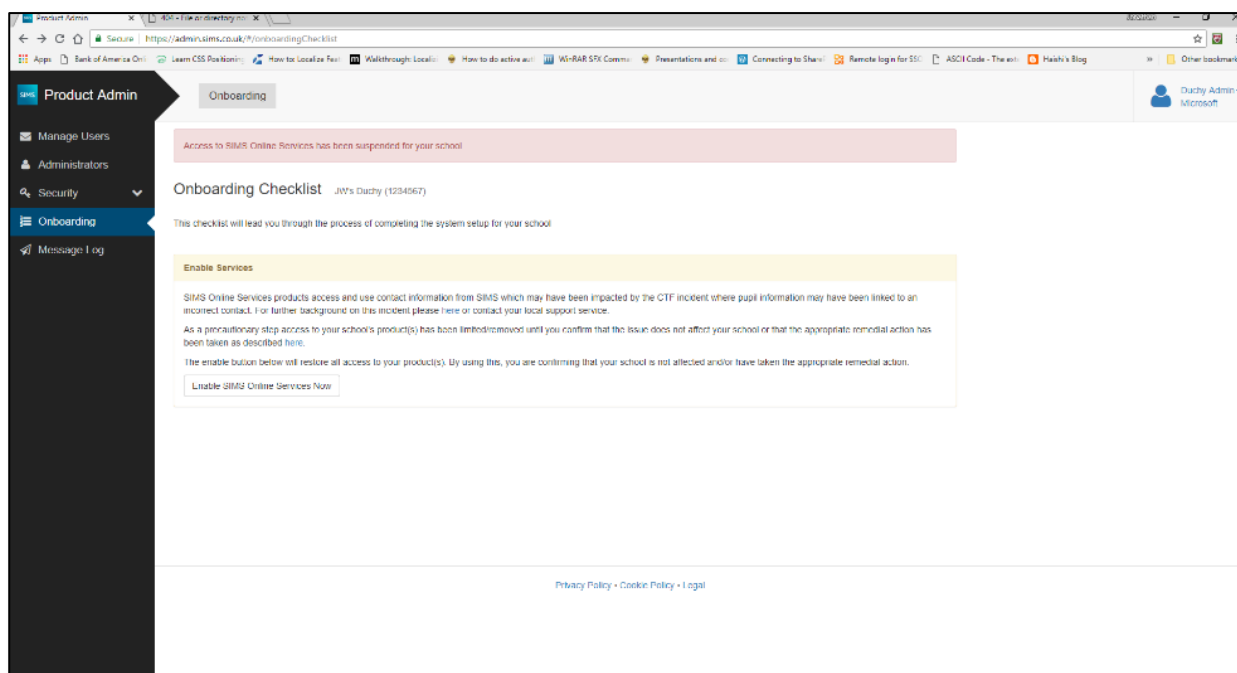 Product Admin
404 - File or directory no
Secure
https://admin.sims.co.uk/#/onboardingChecklist
Apps
Bank of America Onli
Learn CSS Positioning
How to: Localize Feat
Walkthrough: Localiz
How to do active aut
WinRAR SFX Comma
Presentations and co
Connecting to ShareP
Remote login for SSC
ASCII Code - The exte
Haishi's Blog
»
Other bookmark
SIMS
Product Admin
Onboarding
Duchy Admin
Microsoft
Manage Users
Administrators
Security
Onboarding
Message Log
Access to SIMS Online Services has been suspended for your school
Onboarding Checklist JW's Duchy (1234567)
This checklist will lead you through the process of completing the system setup for your school
Enable Services
SIMS Online Services products access and use contact information from SIMS which may have been impacted by the CTF incident where pupil information may have been linked to an
incorrect contact. For further background on this incident please here or contact your local support service.
As a precautionary step access to your school's product(s) has been limited/removed until you confirm that the issue does not affect your school or that the appropriate remedial action has
been taken as described here.
The enable button below will restore all access to your product(s). By using this, you are confirming that your school is not affected and/or have taken the appropriate remedial action.
Enable SIMS Online Services Now
Privacy Policy - Cookie Policy - Legal